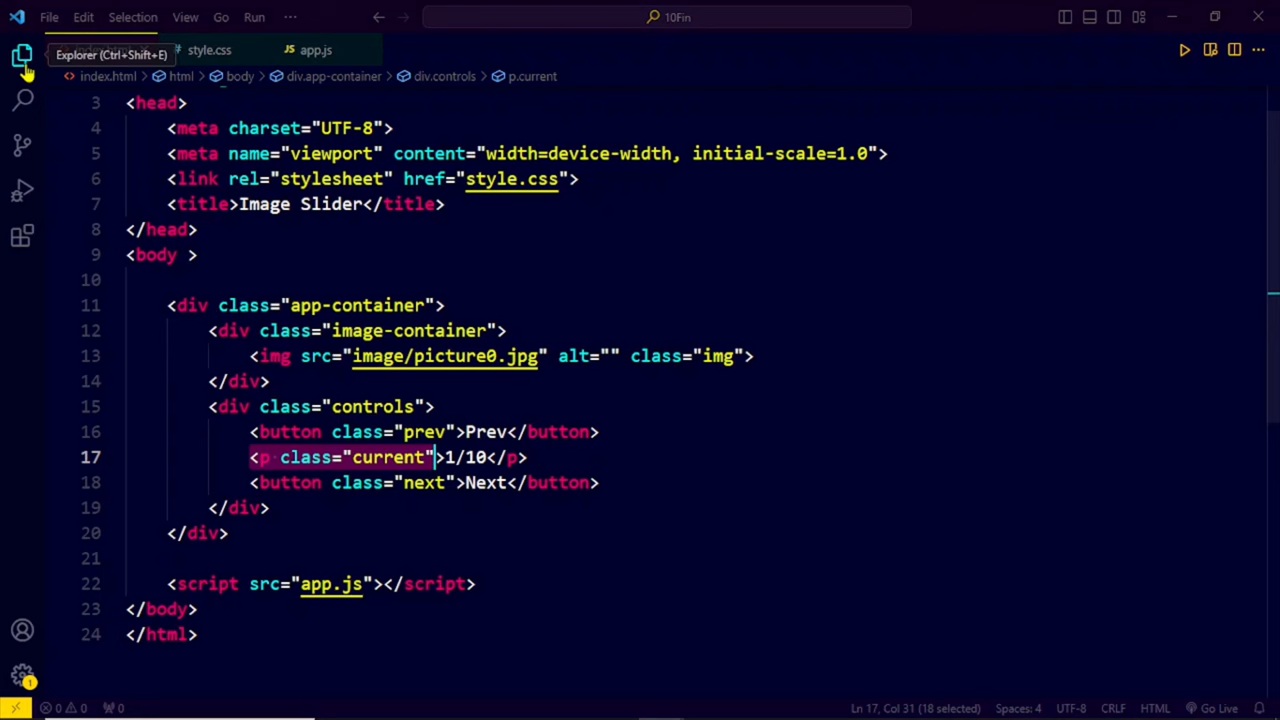 File Edit Selection View Go Run ··· 10Fin
Explorer (Ctrl+Shift+E) style.css JS app.js
index.html > html > body > div.app-container > div.controls > p.current
3 <head>
4 <meta charset="UTF-8">
5 <meta name="viewport" content="width=device-width, initial-scale=1.0">
6 <link rel="stylesheet" href="style.css">
7 <title>Image Slider</title>
8 </head>
9 <body >
10
11 <div class="app-container">
12 <div class="image-container">
13 <img src="image/picture0.jpg" alt="" class="img">
14 </div>
15 <div class="controls">
16 <button class="prev">Prev</button>
17 <p class="current">1/10</p>
18 <button class="next">Next</button>
19 </div>
20 </div>
21
22 <script src="app.js"></script>
23 </body>
24 </html>
1
0 0 0 Ln 17, Col 31 (18 selected) Spaces: 4 UTF-8 CRLF HTML Go Live